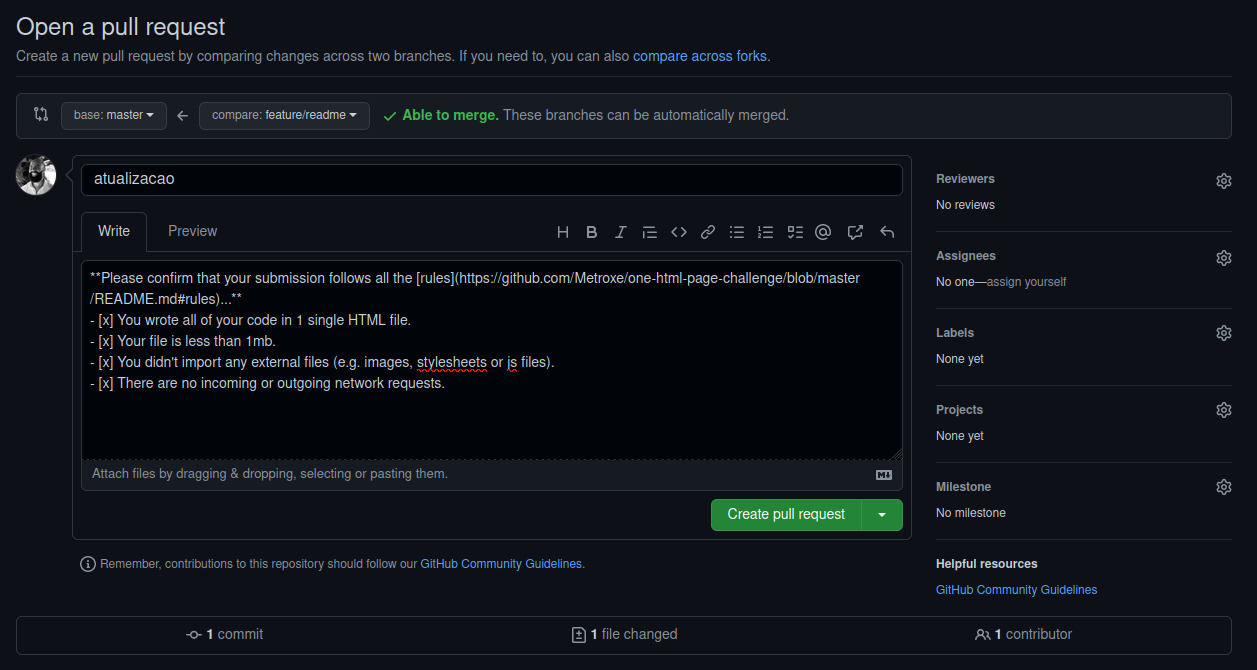 Open a pull request
Create a new pull request by comparing changes across two branches. If you need to, you can also compare across forks.
base: master
compare: feature/readme
Able to merge. These branches can be automatically merged.
atualizacao
Write
Preview
**Please confirm that your submission follows all the [rules](https://github.com/Metroxe/one-html-page-challenge/blob/master
/README.md#rules)...**
- [x] You wrote all of your code in 1 single HTML file.
- [x] Your file is less than 1mb.
- [x] You didn't import any external files (e.g. images, stylesheets or js files).
- [x] There are no incoming or outgoing network requests.
Attach files by dragging & dropping, selecting or pasting them.
Create pull request
Remember, contributions to this repository should follow our GitHub Community Guidelines.
Reviewers
No reviews
Assignees
No one—assign yourself
Labels
None yet
Projects
None yet
Milestone
No milestone
Helpful resources
GitHub Community Guidelines
1 commit
1 file changed
1 contributor